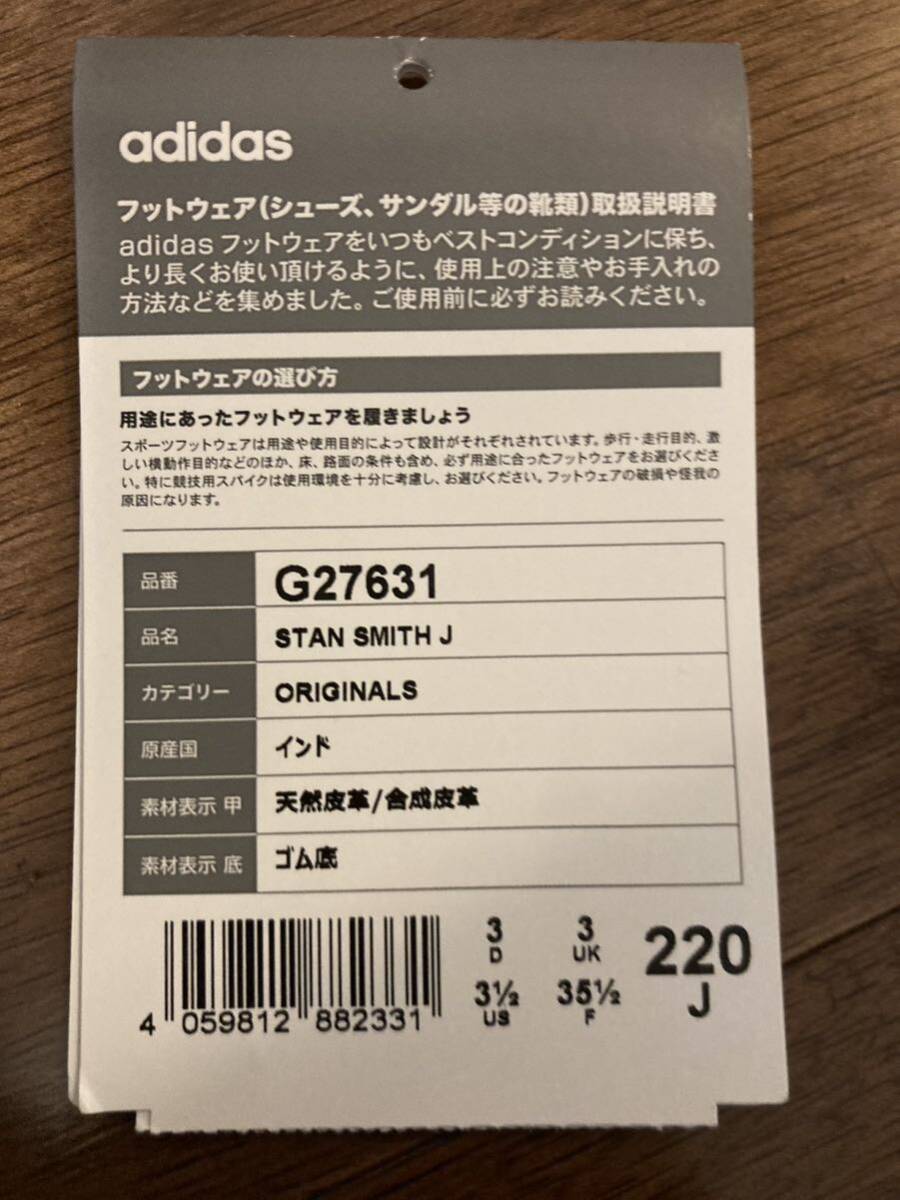 adidas
フットウェア(シューズ、サンダル等の靴類)取扱説明書
adidas フットウェアをいつもベストコンディションに保ち、
より長くお使い頂けるように、使用上の注意やお手入れの
方法などを集めました。ご使用前に必ずお読みください。
フットウェアの選び方
用途にあったフットウェアを履きましょう
スポーツフットウェアは用途や使用目的によって設計がそれぞれされています。歩行・走行目的、激
しい横動作目的などのほか、床、路面の条件も含め、必ず用途に合ったフットウェアをお選びくださ
い。特に競技用スパイクは使用環境を十分に考慮し、お選びください。フットウェアの破損や怪我の
原因になります。
品番 G27631
品名 STAN SMITH J
カテゴリー ORIGINALS
原産国 インド
素材表示 甲 天然皮革/合成皮革
素材表示 底 ゴム底
4 059812 882331
3 D
3 UK
3½ US
35½ F
220 J